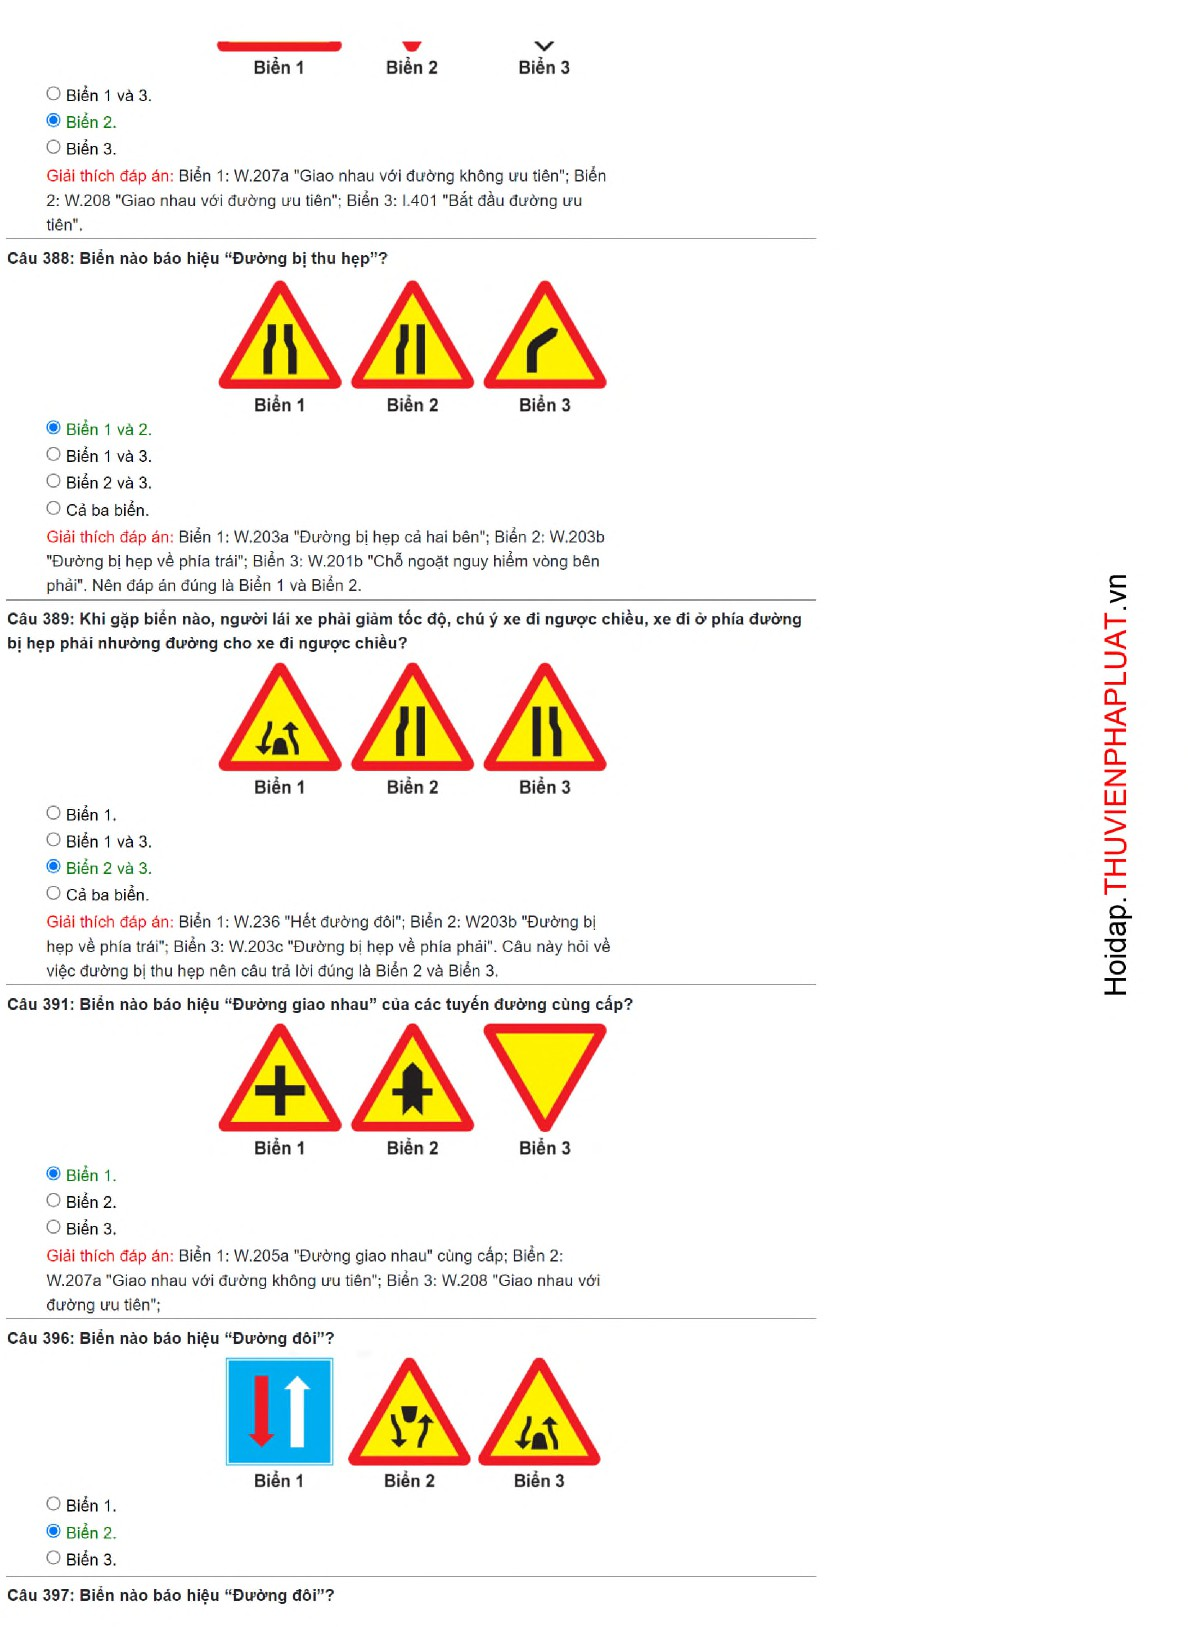 Biển 1 Biển 2 Biển 3
Biển 1 và 3.
Biển 2.
Biển 3.
Giải thích đáp án: Biển 1: W.207a "Giao nhau với đường không ưu tiên"; Biển
2: W.208 "Giao nhau với đường ưu tiên"; Biển 3: I.401 "Bắt đầu đường ưu
tiên".
Câu 388: Biển nào báo hiệu “Đường bị thu hẹp”?
Biển 1 Biển 2 Biển 3
Biển 1 và 2.
Biển 1 và 3.
Biển 2 và 3.
Cả ba biển.
Giải thích đáp án: Biển 1: W.203a "Đường bị hẹp cả hai bên"; Biển 2: W.203b
"Đường bị hẹp về phía trái"; Biển 3: W.201b "Chỗ ngoặt nguy hiểm vòng bên
phải". Nên đáp án đúng là Biển 1 và Biển 2.
Câu 389: Khi gặp biển nào, người lái xe phải giảm tốc độ, chú ý xe đi ngược chiều, xe đi ở phía đường
bị hẹp phải nhường đường cho xe đi ngược chiều?
Biển 1 Biển 2 Biển 3
Biển 1.
Biển 1 và 3.
Biển 2 và 3.
Cả ba biển.
Giải thích đáp án: Biển 1: W.236 "Hết đường đôi"; Biển 2: W203b "Đường bị
hẹp về phía trái"; Biển 3: W.203c "Đường bị hẹp về phía phải". Câu này hỏi về
việc đường bị thu hẹp nên câu trả lời đúng là Biển 2 và Biển 3.
Câu 391: Biển nào báo hiệu “Đường giao nhau” của các tuyến đường cùng cấp?
Biển 1 Biển 2 Biển 3
Biển 1.
Biển 2.
Biển 3.
Giải thích đáp án: Biển 1: W.205a "Đường giao nhau" cùng cấp; Biển 2:
W.207a "Giao nhau với đường không ưu tiên"; Biển 3: W.208 "Giao nhau với
đường ưu tiên";
Câu 396: Biển nào báo hiệu “Đường đôi”?
Biển 1 Biển 2 Biển 3
Biển 1.
Biển 2.
Biển 3.
Câu 397: Biển nào báo hiệu “Đường đôi”?
Hoidap.THUVIENPHAPLUAT.vn